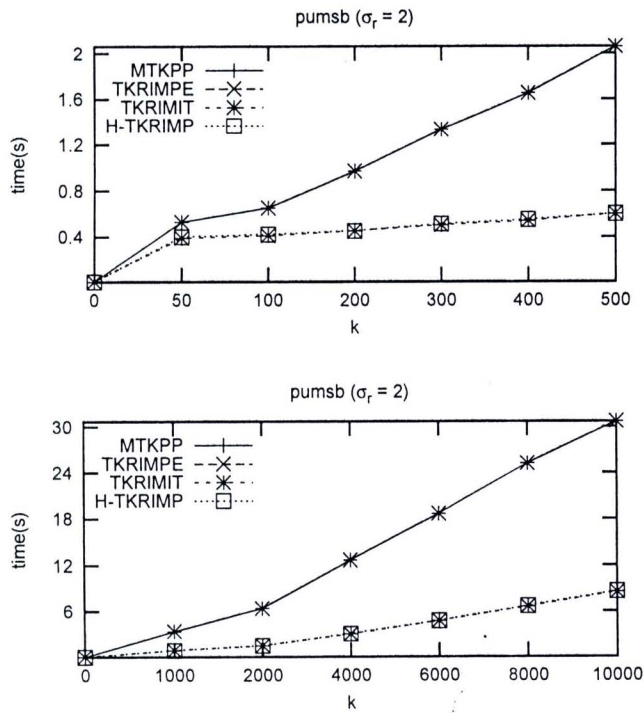 pumsb (σr = 2)
2
1.6
1.2
0.8
0.4
0
time(s)
MTKPP
TKRIMPE
TKRIMIT
H-TKRIMP
0 50 100 200 300 400 500
k
pumsb (σr = 2)
30
24
18
12
6
time(s)
MTKPP
TKRIMPE
TKRIMIT
H-TKRIMP
0 1000 2000 4000 6000 8000 10000
k